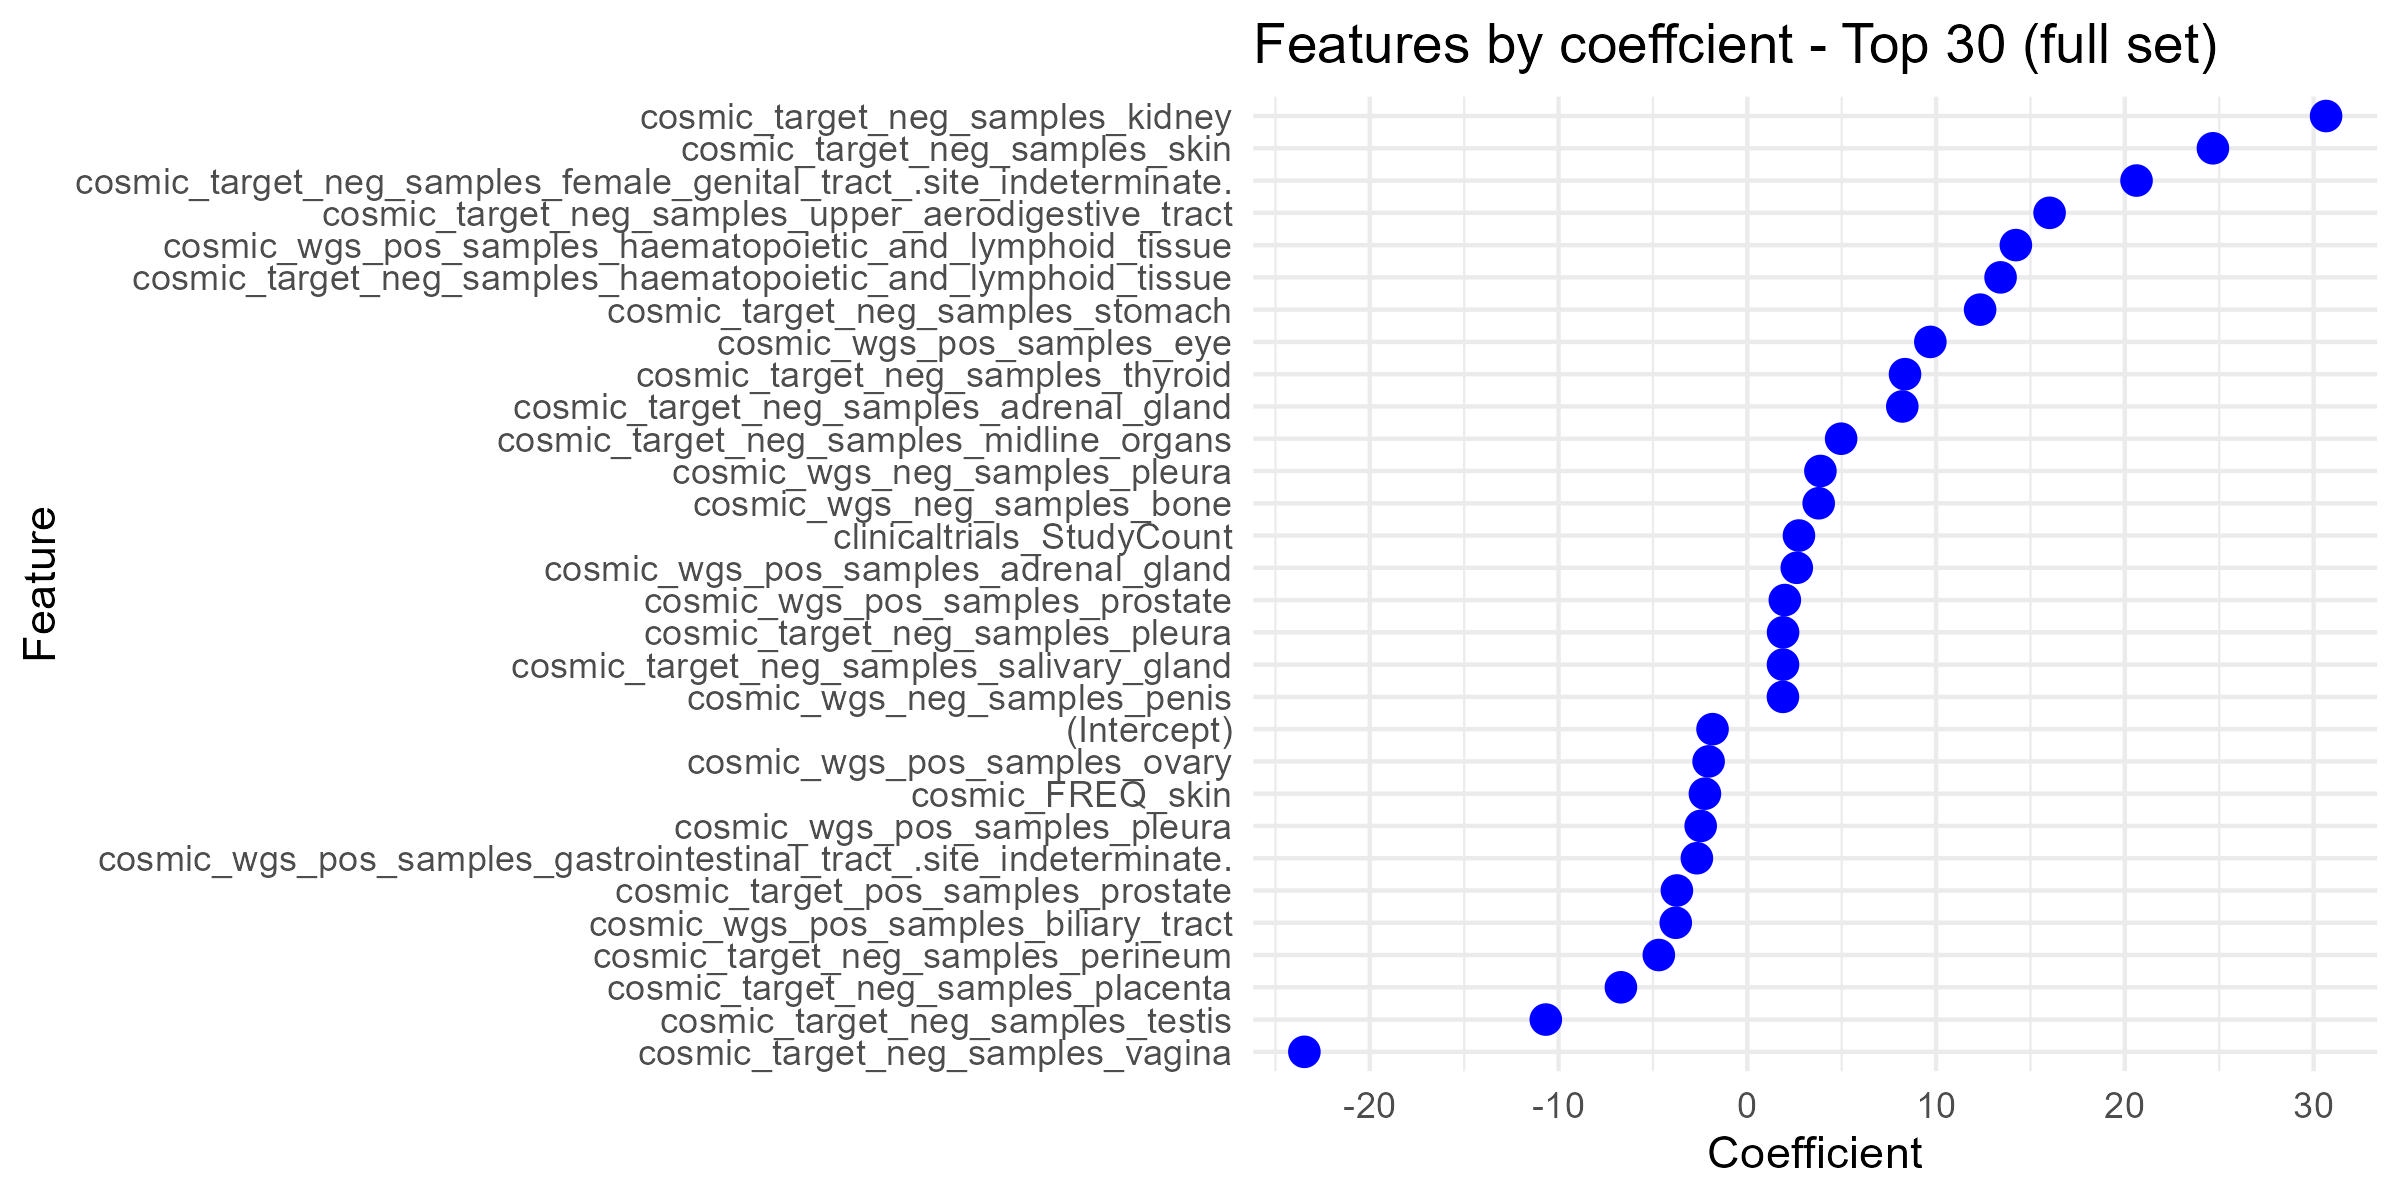 Features by coeffcient - Top 30 (full set)
cosmic_target_neg_samples_kidney
cosmic_target_neg_samples_skin
cosmic_target_neg_samples_female_genital_tract_.site_indeterminate.
cosmic_target_neg_samples_upper_aerodigestive_tract
cosmic_wgs_pos_samples_haematopoietic_and_lymphoid_tissue
cosmic_target_neg_samples_haematopoietic_and_lymphoid_tissue
cosmic_target_neg_samples_stomach
cosmic_wgs_pos_samples_eye
cosmic_target_neg_samples_thyroid
cosmic_target_neg_samples_adrenal_gland
cosmic_target_neg_samples_midline_organs
cosmic_wgs_neg_samples_pleura
cosmic_wgs_neg_samples_bone
clinicaltrials_StudyCount
cosmic_wgs_pos_samples_adrenal_gland
cosmic_wgs_pos_samples_prostate
cosmic_target_neg_samples_pleura
cosmic_target_neg_samples_salivary_gland
cosmic_wgs_neg_samples_penis
(Intercept)
cosmic_wgs_pos_samples_ovary
cosmic_FREQ_skin
cosmic_wgs_pos_samples_pleura
cosmic_wgs_pos_samples_gastrointestinal_tract_.site_indeterminate.
cosmic_target_pos_samples_prostate
cosmic_wgs_pos_samples_biliary_tract
cosmic_target_neg_samples_perineum
cosmic_target_neg_samples_placenta
cosmic_target_neg_samples_testis
cosmic_target_neg_samples_vagina
Feature
-20 -10 0 10 20 30
Coefficient